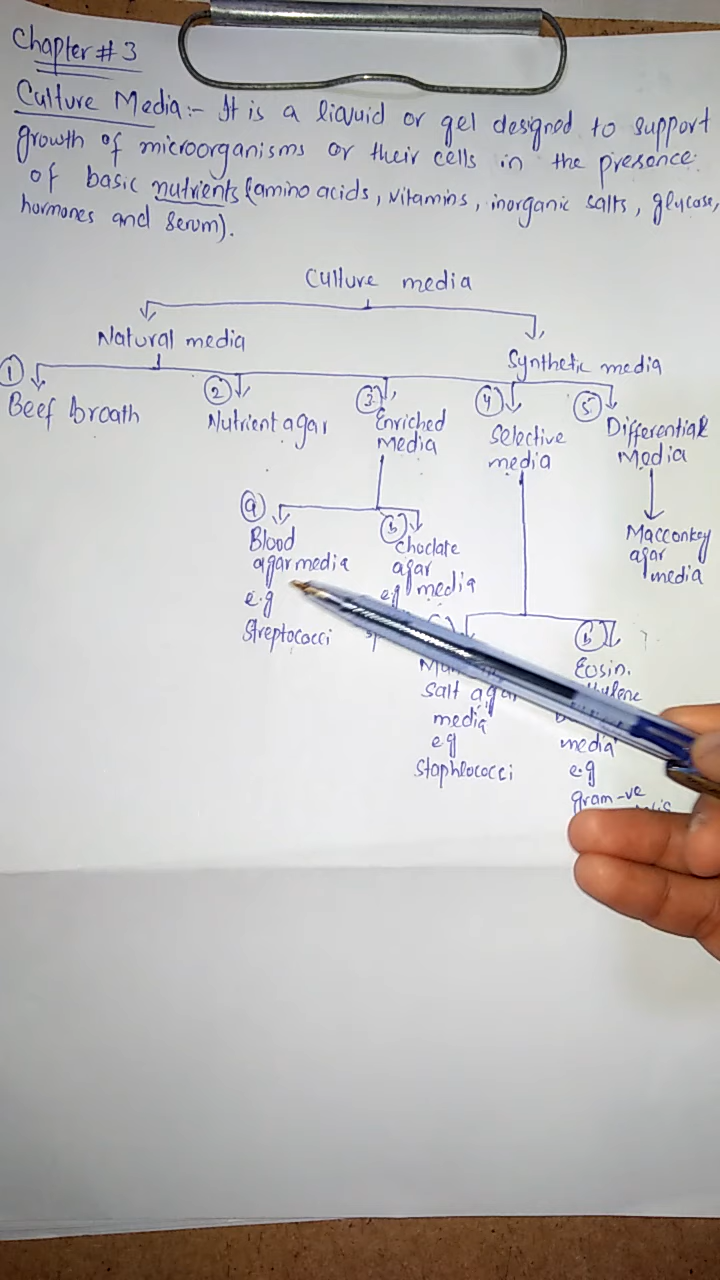 Chapter # 3
Culture Media:- It is a liquid or gel designed to support
growth of microorganisms or their cells in the presence
of basic nutrients (amino acids, vitamins, inorganic salts, glucose,
hormones and serum).
Culture media
Natural media
Synthetic media
1 Beef broath
2 Nutrient agar
3 Enriched
Media
4 Selective
media
5 Differential
Media
a Blood
agar media
e.g
Streptococci
b Choclate
agar
media
e.g
Macconkey
agar
media
salt agar
media
e.g
Staphlococci
b Eosin.
media
e.g
gram -ve